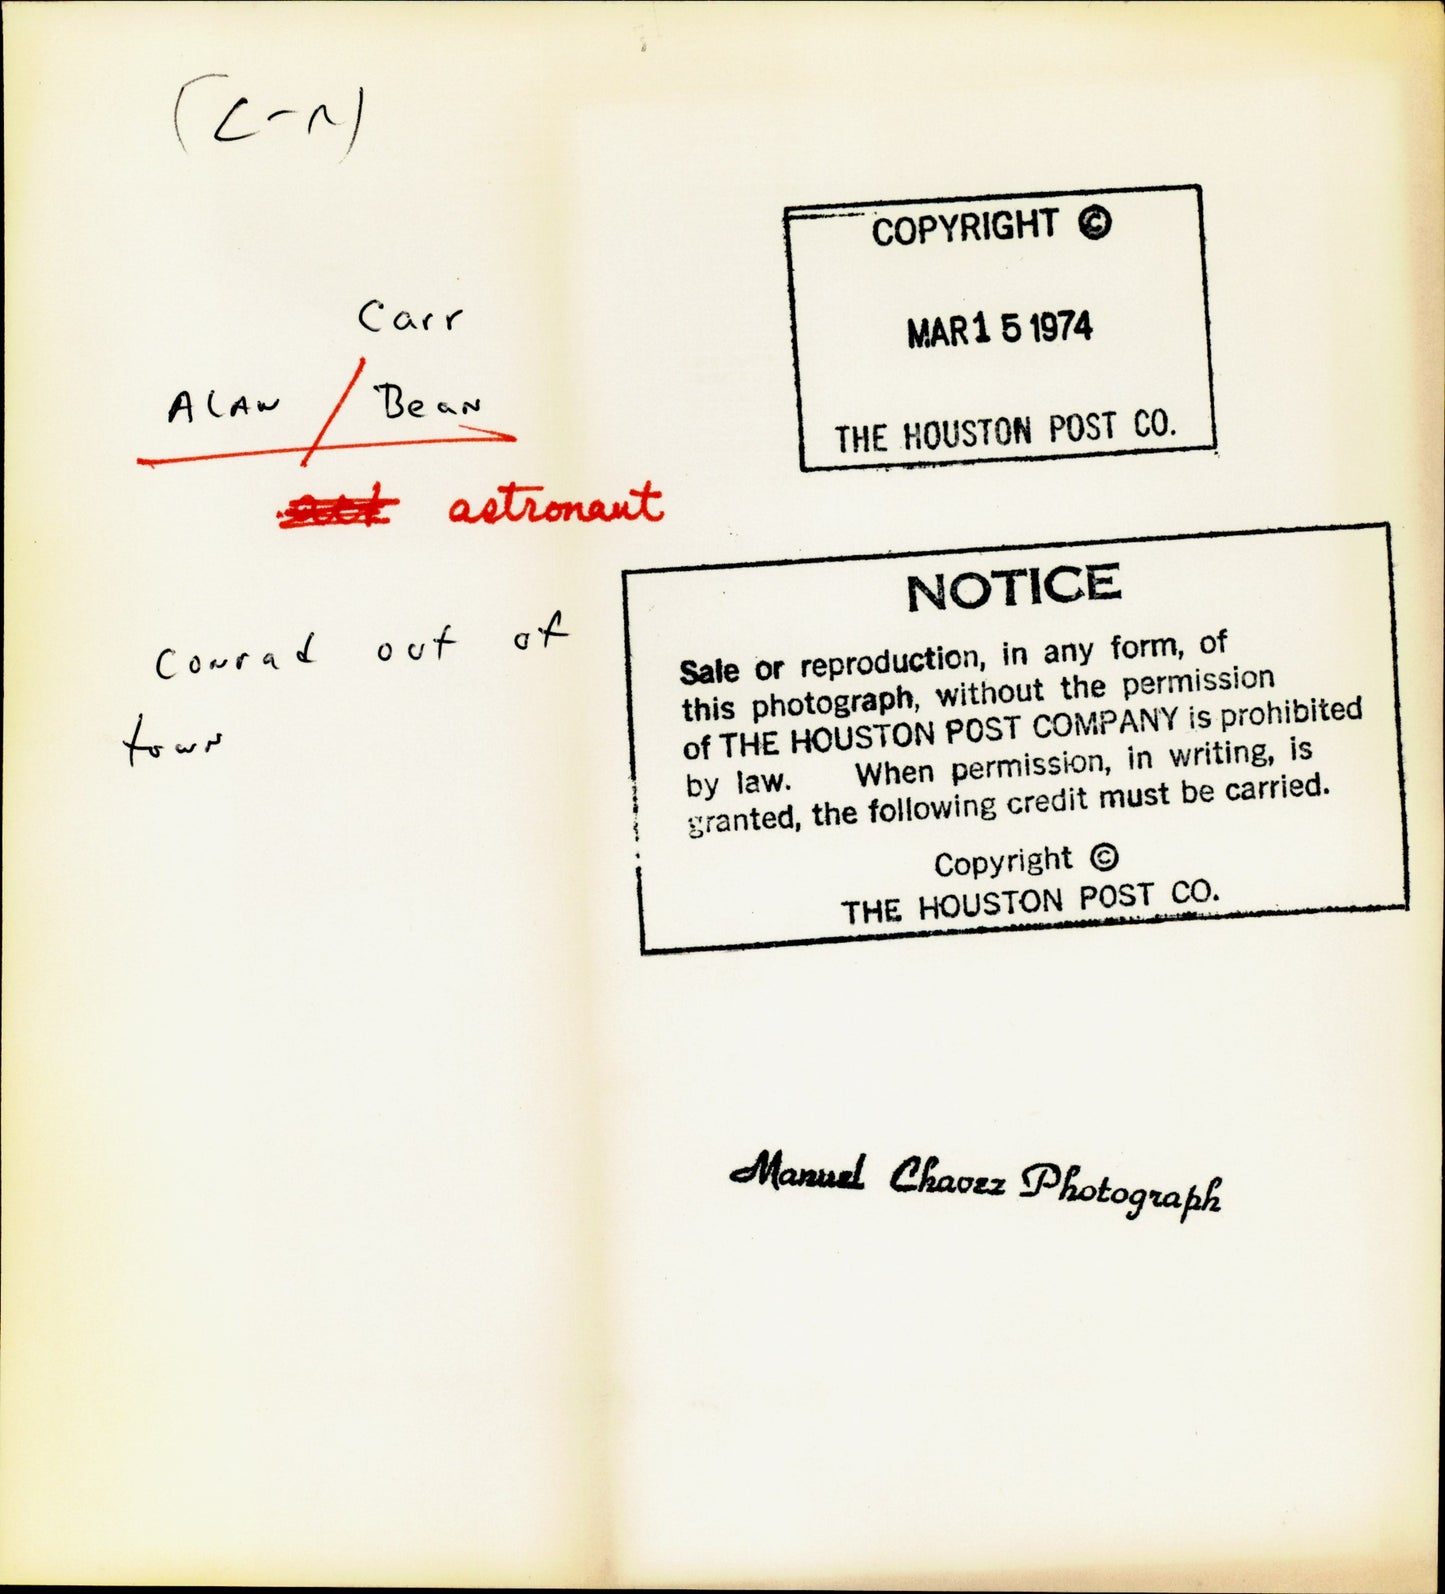 (C-N)
Carr
Alan / Bean
astronaut
Conrad out of
town
COPYRIGHT ©
MAR 15 1974
THE HOUSTON POST CO.
NOTICE
Sale or reproduction, in any form, of
this photograph, without the permission
of THE HOUSTON POST COMPANY is prohibited
by law. When permission, in writing, is
granted, the following credit must be carried.
Copyright ©
THE HOUSTON POST CO.
Manuel Chavez Photograph